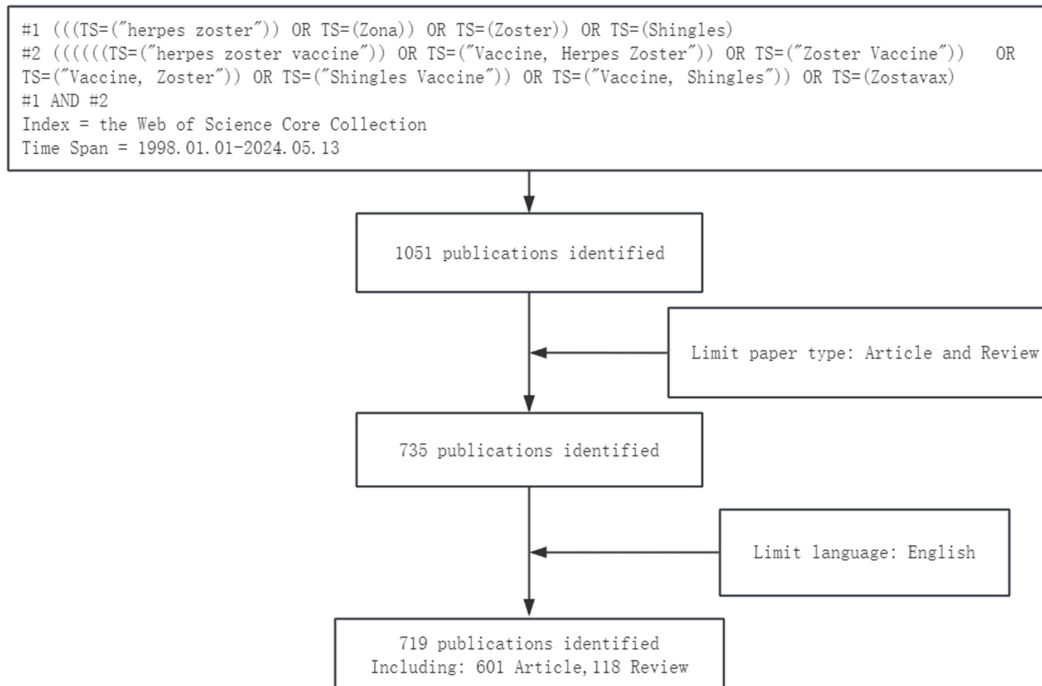 #1 (((TS=("herpes zoster")) OR TS=(Zona)) OR TS=(Zoster)) OR TS=(Shingles)
#2 ((((((TS=("herpes zoster vaccine")) OR TS=("Vaccine, Herpes Zoster")) OR TS=("Zoster Vaccine")) OR
TS=("Vaccine, Zoster")) OR TS=("Shingles Vaccine")) OR TS=("Vaccine, Shingles")) OR TS=(Zostavax)
#1 AND #2
Index = the Web of Science Core Collection
Time Span = 1998.01.01-2024.05.13
1051 publications identified
Limit paper type: Article and Review
735 publications identified
Limit language: English
719 publications identified
Including: 601 Article,118 Review